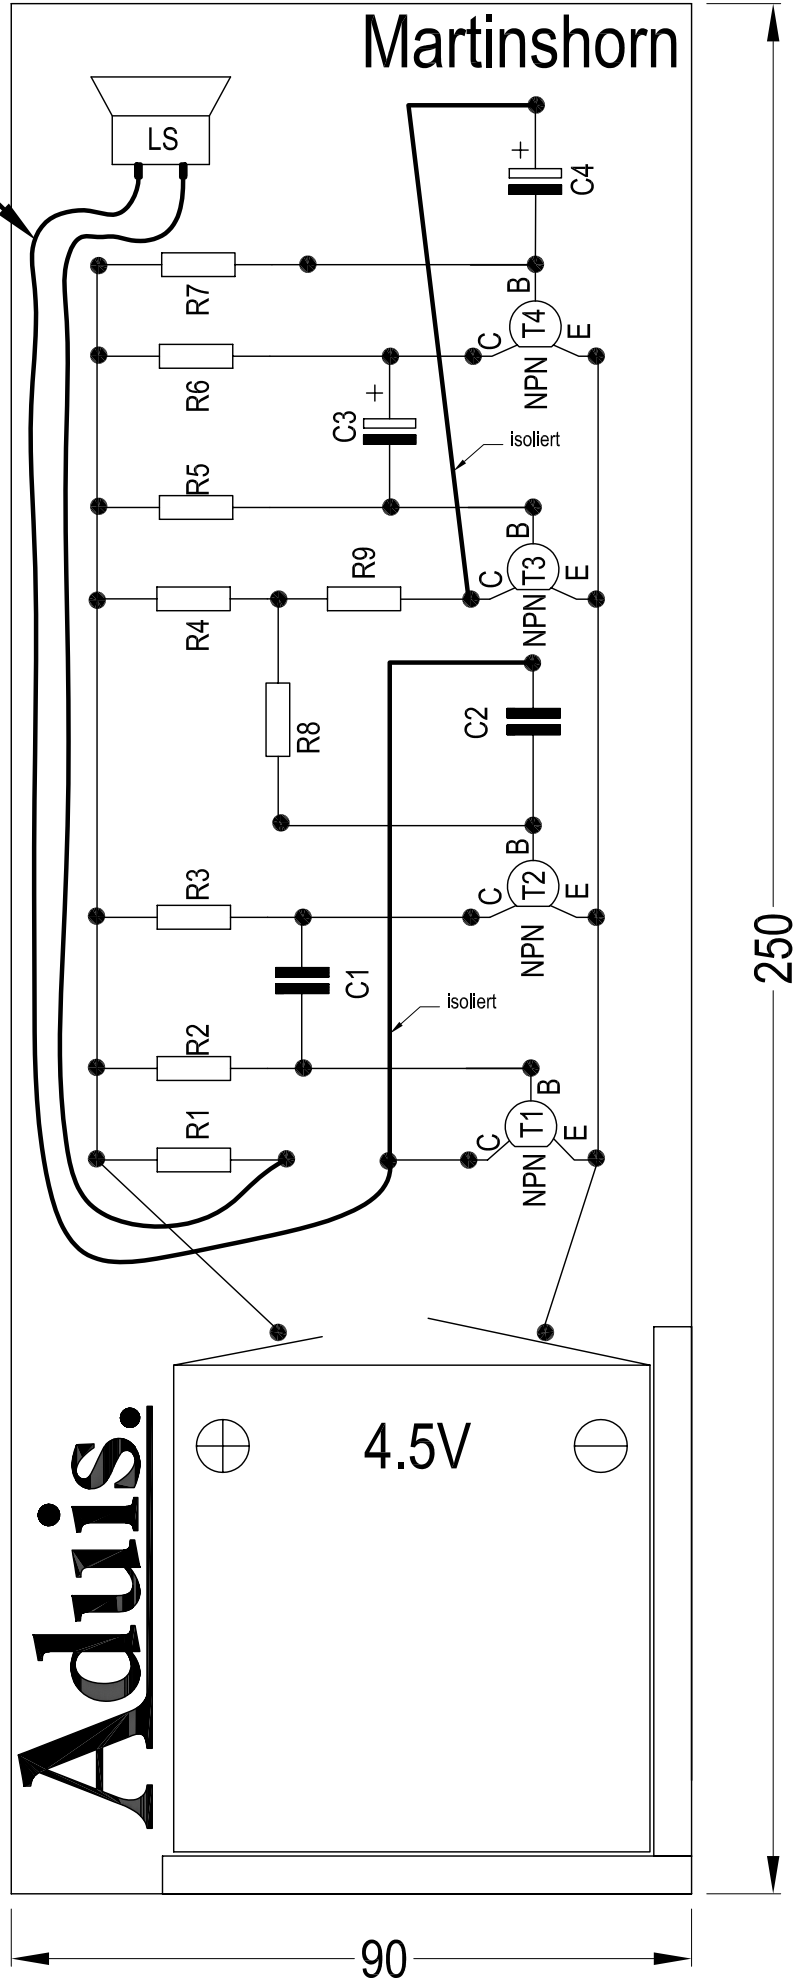 Martinshorn
LS
+
C4
R7
B
T4
C
E
NPN
R6
+
C3
isoliert
R5
B
T3
C
E
NPN
R9
R4
R8
C2
R3
B
T2
C
E
NPN
C1
isoliert
R2
B
T1
C
E
NPN
R1
4.5V
Aduis.
250
90